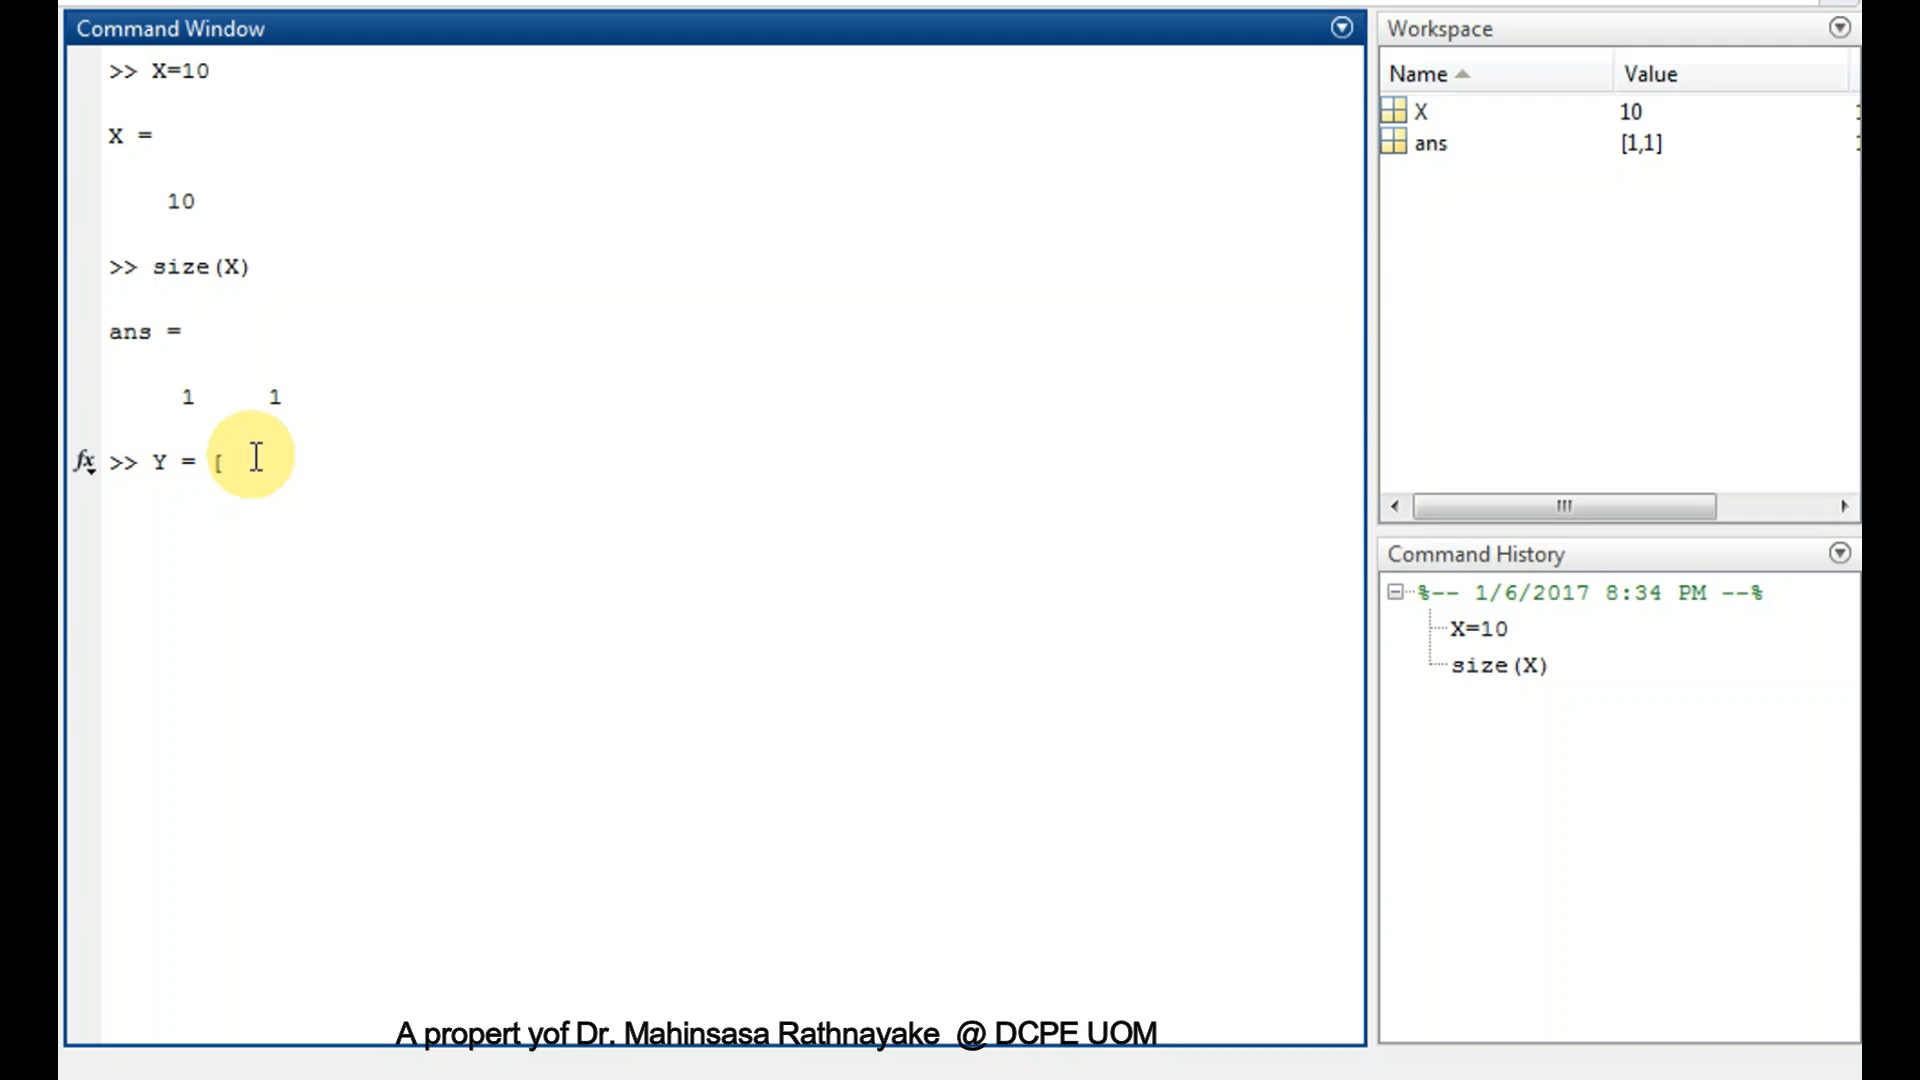 Command Window
>> X=10
X =
10
>> size(X)
ans =
1 1
fx >> Y = [
Workspace
Name Value
X 10
ans [1,1]
Command History
%-- 1/6/2017 8:34 PM --%
X=10
size(X)
A propert yof Dr. Mahinsasa Rathnayake @ DCPE UOM